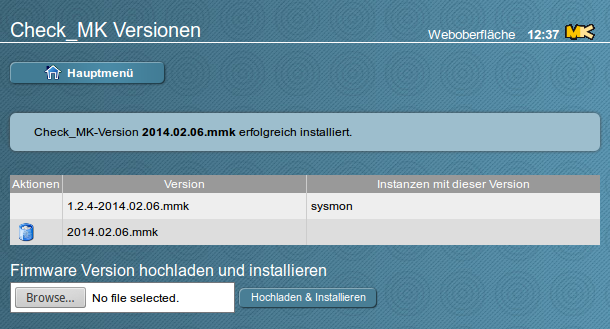 Check_MK Versionen
Weboberfläche 12:37 MK
Hauptmenü
Check_MK-Version 2014.02.06.mmk erfolgreich installiert.
Aktionen Version Instanzen mit dieser Version
1.2.4-2014.02.06.mmk sysmon
2014.02.06.mmk
Firmware Version hochladen und installieren
Browse... No file selected. Hochladen & Installieren